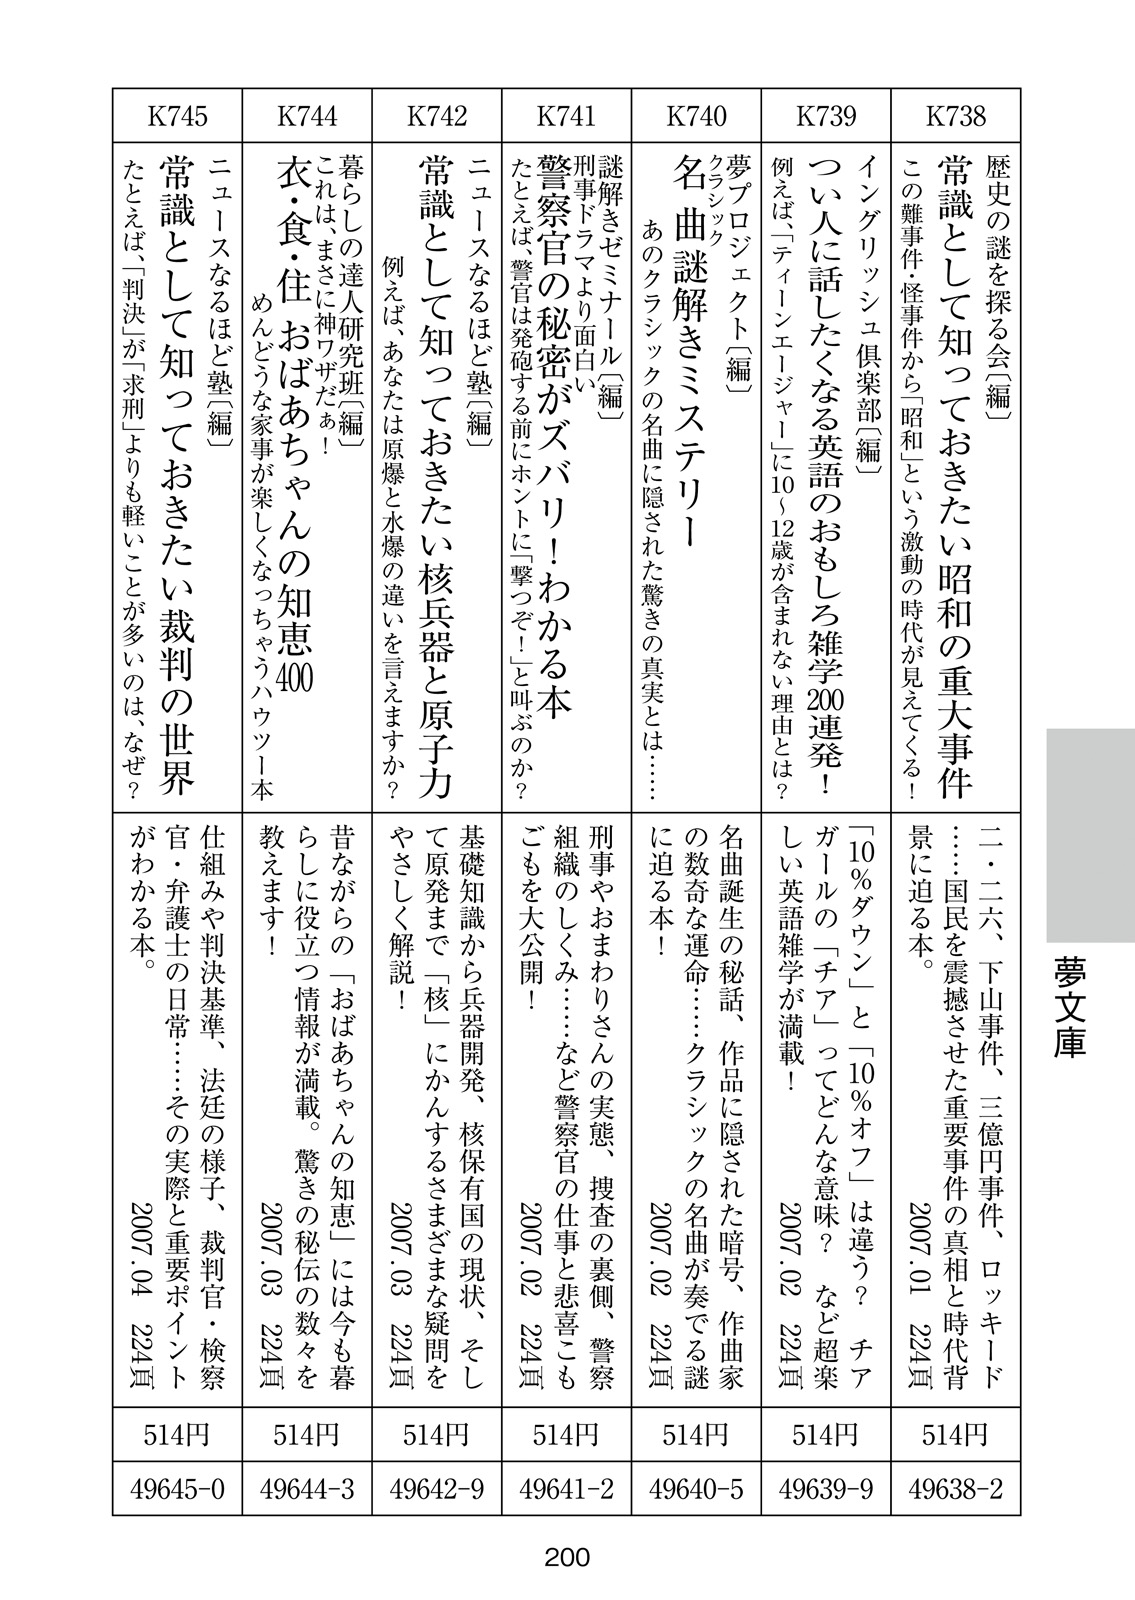 K738
歴史の謎を探る会〔編〕
常識として知っておきたい昭和の重大事件
この難事件・怪事件から「昭和」という激動の時代が見えてくる！
二・二六、下山事件、三億円事件、ロッキード
……国民を震撼させた重要事件の真相と時代背
景に迫る本。
2007.01　224頁
514円
49638-2
K739
イングリッシュ倶楽部〔編〕
つい人に話したくなる英語のおもしろ雑学200連発！
例えば、「ティーンエージャー」に10〜12歳が含まれない理由とは？
「10％ダウン」と「10％オフ」は違う？　チア
ガールの「チア」ってどんな意味？　など超楽
しい英語雑学が満載！
2007.02　224頁
514円
49639-9
K740
夢プロジェクト〔編〕
クラシック
名曲謎解きミステリー
クラシック
あのクラシックの名曲に隠された驚きの真実とは……
名曲誕生の秘話、作品に隠された暗号、作曲家
の数奇な運命……クラシックの名曲が奏でる謎
に迫る本！
2007.02　224頁
514円
49640-5
K741
謎解きゼミナール〔編〕
刑事ドラマより面白い
警察官の秘密がズバリ！わかる本
たとえば、警官は発砲する前にホントに「撃つぞ！」と叫ぶのか？
刑事やおまわりさんの実態、捜査の裏側、警察
組織のしくみ……など警察官の仕事と悲喜こも
ごもを大公開！
2007.02　224頁
514円
49641-2
K742
ニュースなるほど塾〔編〕
常識として知っておきたい核兵器と原子力
例えば、あなたは原爆と水爆の違いを言えますか？
基礎知識から兵器開発、核保有国の現状、そし
て原発まで「核」にかんするさまざまな疑問を
やさしく解説！
2007.03　224頁
514円
49642-9
K744
暮らしの達人研究班〔編〕
これは、まさに神ワザだぁ！
衣・食・住 おばあちゃんの知恵400
めんどうな家事が楽しくなっちゃうハウツー本
昔ながらの「おばあちゃんの知恵」には今も暮
らしに役立つ情報が満載。驚きの秘伝の数々を
教えます！
2007.03　224頁
514円
49644-3
K745
ニュースなるほど塾〔編〕
常識として知っておきたい裁判の世界
たとえば、「判決」が「求刑」よりも軽いことが多いのは、なぜ？
仕組みや判決基準、法廷の様子、裁判官・検察
官・弁護士の日常……その実際と重要ポイント
がわかる本。
2007.04　224頁
514円
49645-0
夢文庫
200